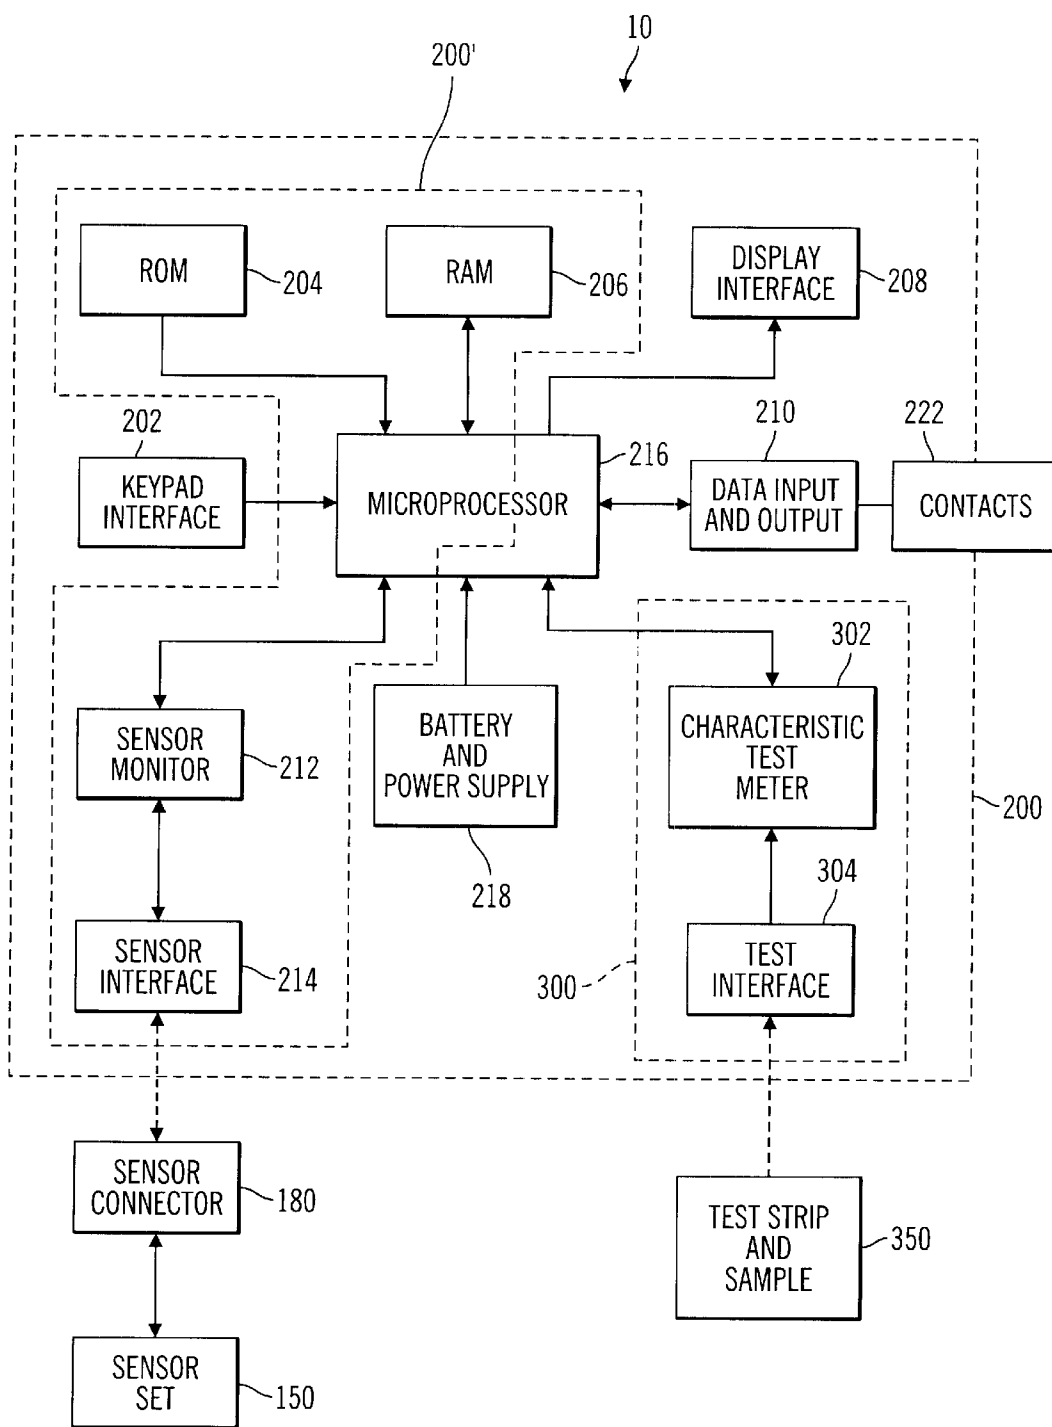 10
200'
ROM
204
RAM
206
DISPLAY
INTERFACE
208
202
KEYPAD
INTERFACE
MICROPROCESSOR
216
210
DATA INPUT
AND OUTPUT
222
CONTACTS
302
CHARACTERISTIC
TEST
METER
SENSOR
MONITOR
212
BATTERY
AND
POWER SUPPLY
218
200
304
TEST
INTERFACE
300
SENSOR
INTERFACE
214
SENSOR
CONNECTOR
180
TEST STRIP
AND
SAMPLE
350
SENSOR
SET
150